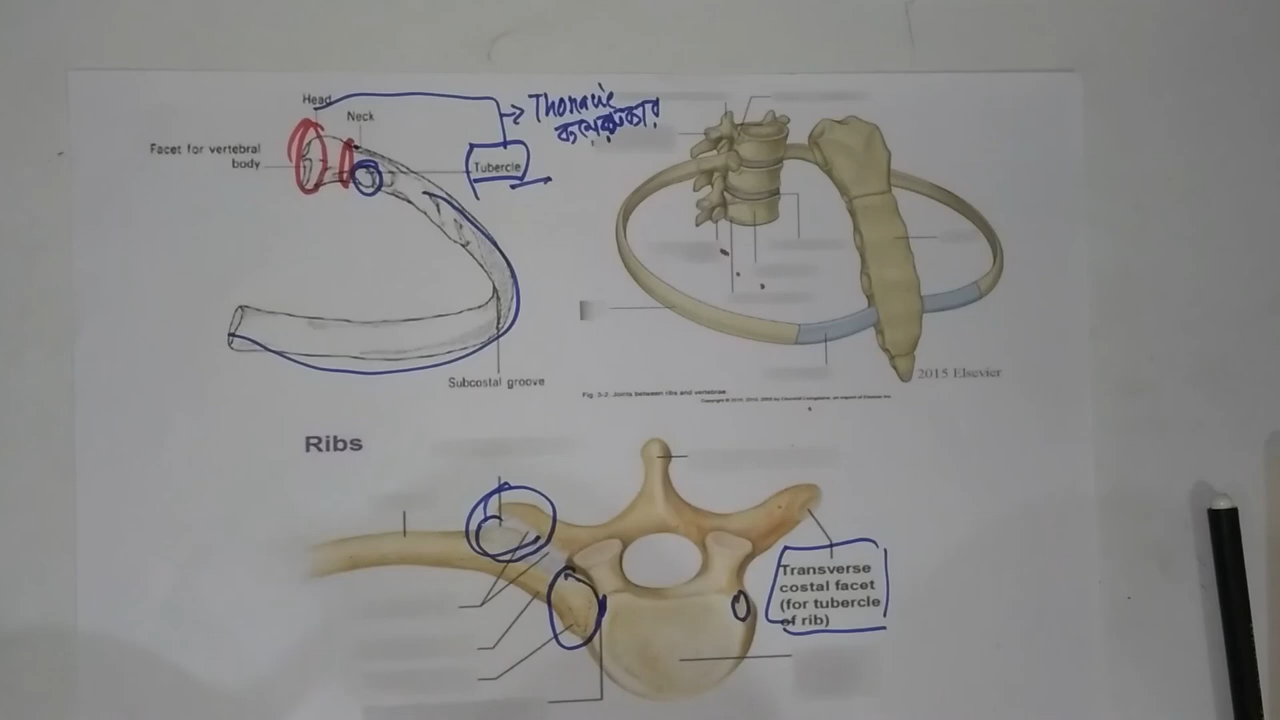 Head
Neck
Facet for vertebral
body
Tubercle
Thoracic
Subcostal groove
2015 Elsevier
Fig. 3-2. Joints between ribs and vertebrae.
Ribs
Transverse
costal facet
(for tubercle
of rib)